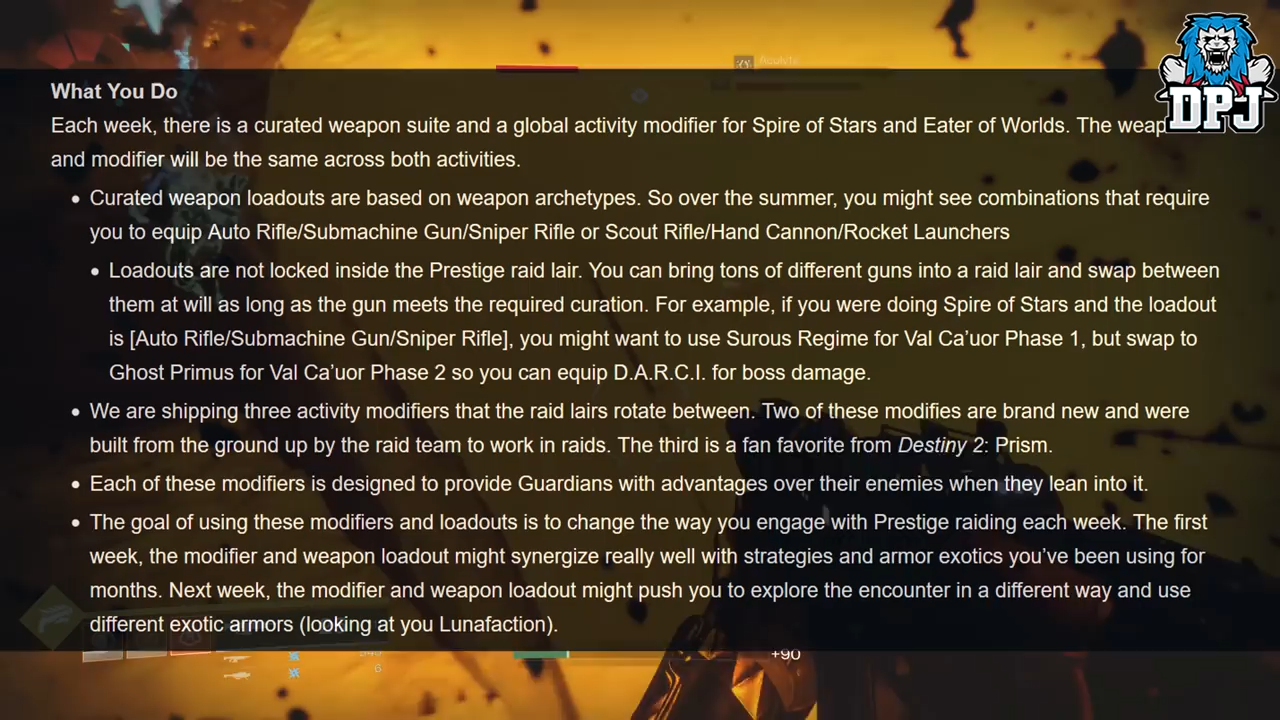 What You Do
Each week, there is a curated weapon suite and a global activity modifier for Spire of Stars and Eater of Worlds. The
and modifier will be the same across both activities.
• Curated weapon loadouts are based on weapon archetypes. So over the summer, you might see combinations that require
you to equip Auto Rifle/Submachine Gun/Sniper Rifle or Scout Rifle/Hand Cannon/Rocket Launchers
• Loadouts are not locked inside the Prestige raid lair. You can bring tons of different guns into a raid lair and swap between
them at will as long as the gun meets the required curation. For example, if you were doing Spire of Stars and the loadout
is [Auto Rifle/Submachine Gun/Sniper Rifle], you might want to use Surous Regime for Val Ca’uor Phase 1, but swap to
Ghost Primus for Val Ca’uor Phase 2 so you can equip D.A.R.C.I. for boss damage.
• We are shipping three activity modifiers that the raid lairs rotate between. Two of these modifies are brand new and were
built from the ground up by the raid team to work in raids. The third is a fan favorite from Destiny 2: Prism.
• Each of these modifiers is designed to provide Guardians with advantages over their enemies when they lean into it.
• The goal of using these modifiers and loadouts is to change the way you engage with Prestige raiding each week. The first
week, the modifier and weapon loadout might synergize really well with strategies and armor exotics you’ve been using for
months. Next week, the modifier and weapon loadout might push you to explore the encounter in a different way and use
different exotic armors (looking at you Lunafaction).
DPJ
6
+90